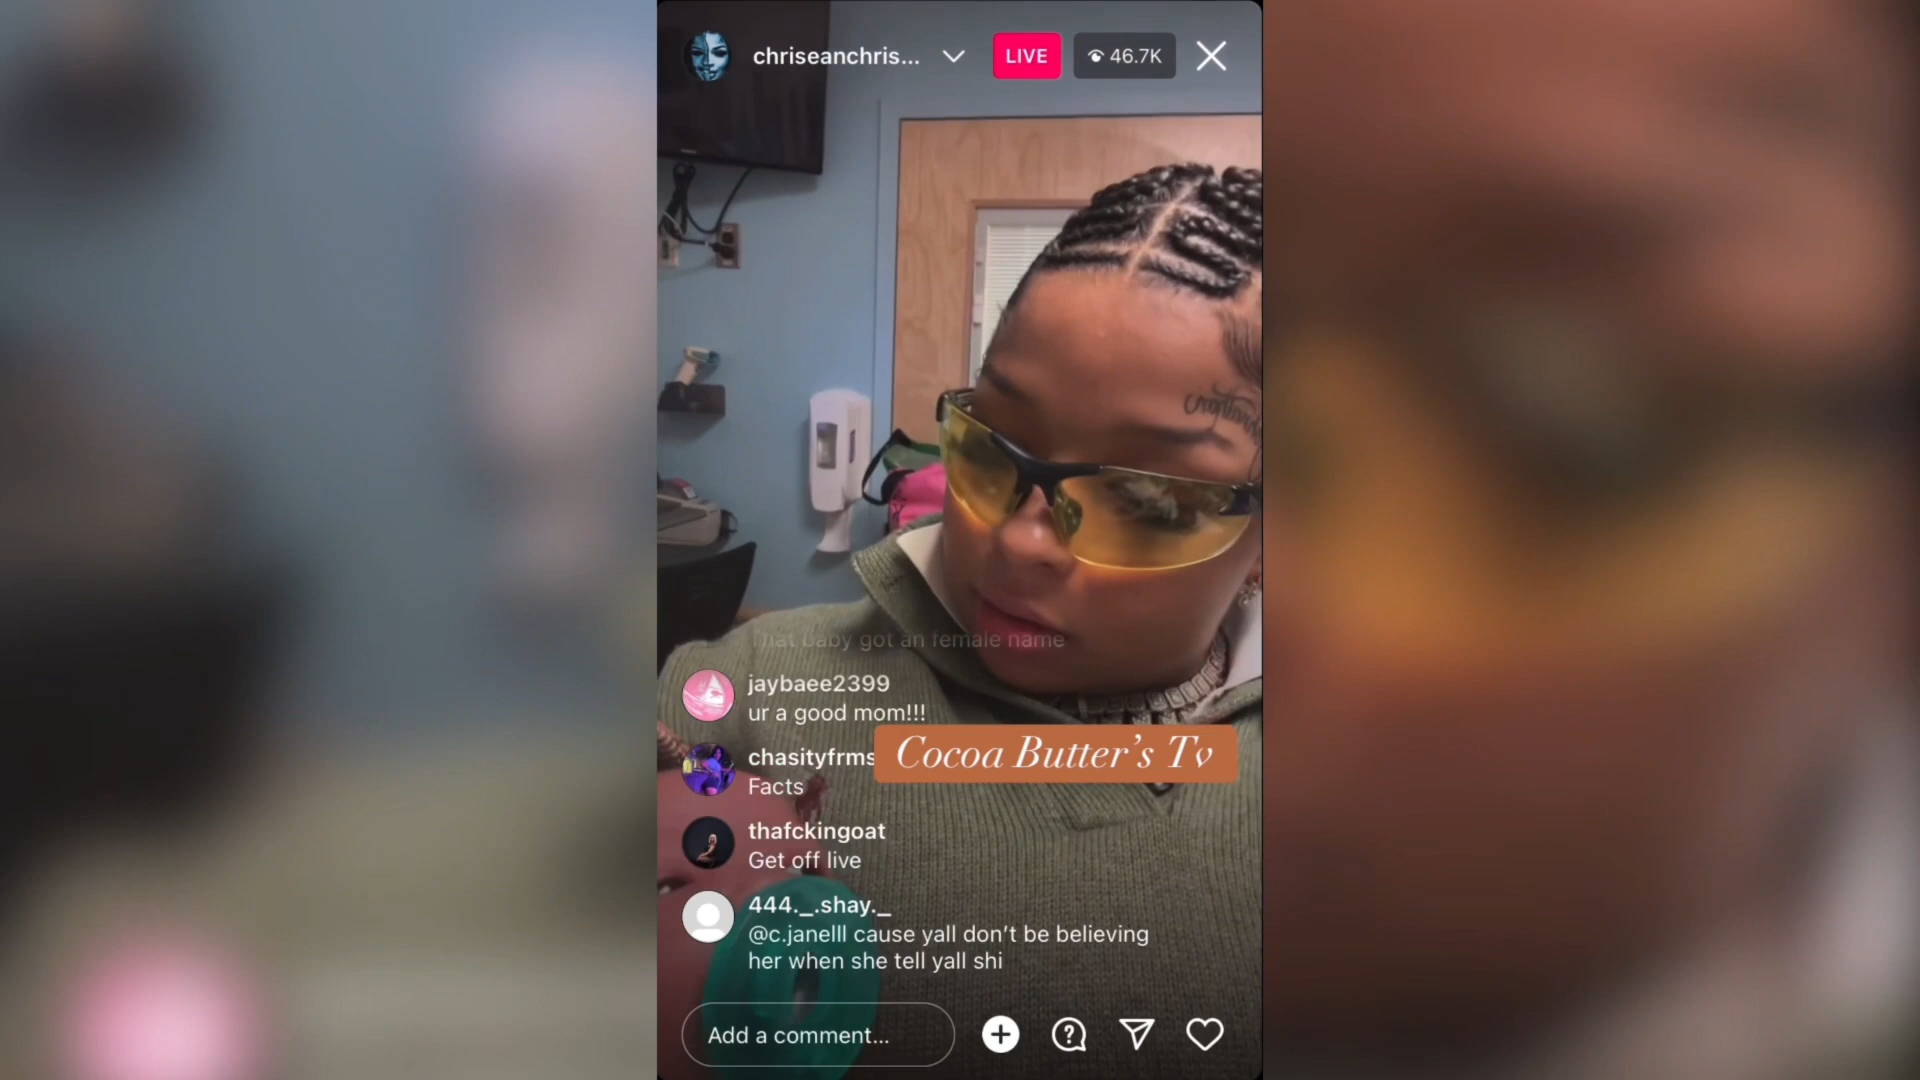 chriseanchris...
LIVE
46.7K
That baby got an female name
jaybaee2399
ur a good mom!!!
chasityfrms
Cocoa Butter's Tv
Facts
thafckingoat
Get off live
444._.shay._
@c.janelll cause yall don't be believing
her when she tell yall shi
Add a comment...